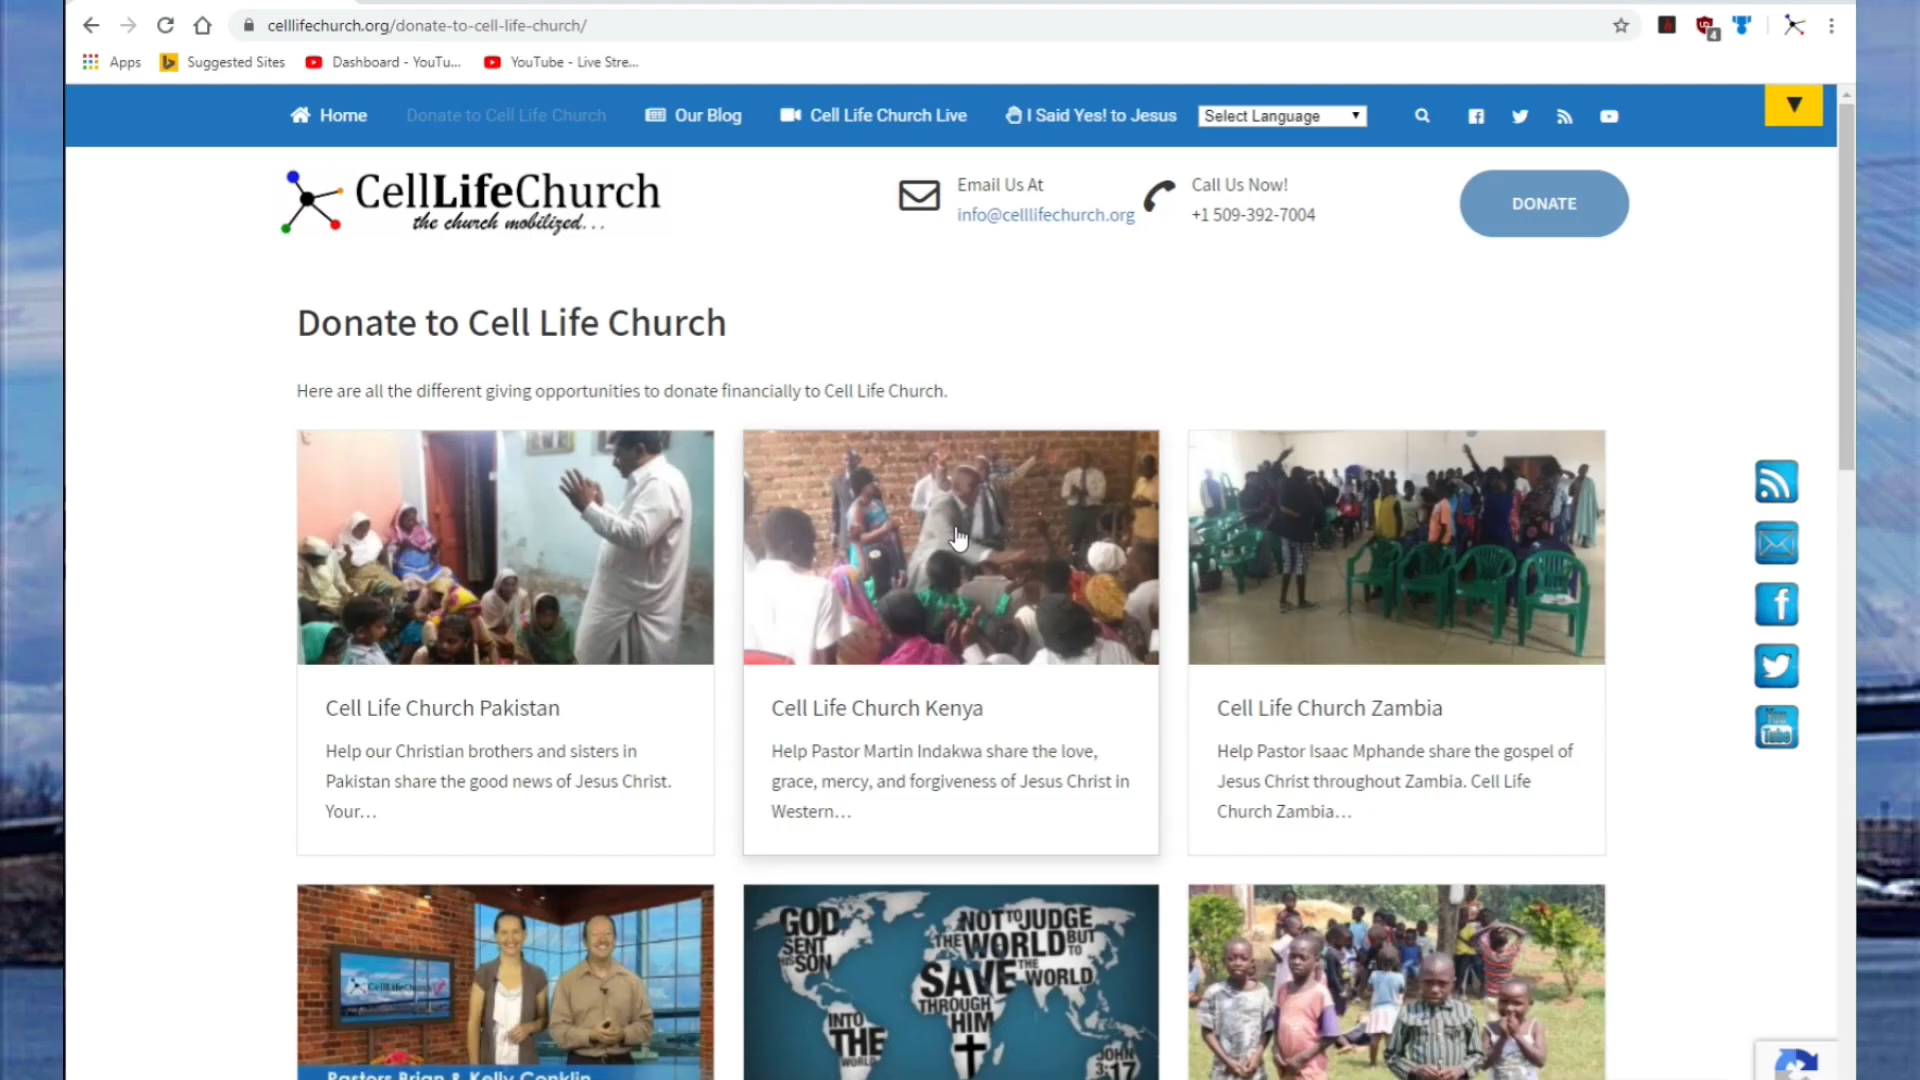 celllifechurch.org/donate-to-cell-life-church/
4
Apps Suggested Sites Dashboard - YouTu... YouTube - Live Stre...
Home Donate to Cell Life Church Our Blog Cell Life Church Live I Said Yes! to Jesus Select Language
CellLifeChurch
the church mobilized...
Email Us At
info@celllifechurch.org
Call Us Now!
+1 509-392-7004
DONATE
Donate to Cell Life Church
Here are all the different giving opportunities to donate financially to Cell Life Church.
Cell Life Church Pakistan
Help our Christian brothers and sisters in
Pakistan share the good news of Jesus Christ.
Your...
Cell Life Church Kenya
Help Pastor Martin Indakwa share the love,
grace, mercy, and forgiveness of Jesus Christ in
Western...
Cell Life Church Zambia
Help Pastor Isaac Mphande share the gospel of
Jesus Christ throughout Zambia. Cell Life
Church Zambia...
You
Tube
CellLifeChurch
Pastors Brian & Kelly Conklin
GOD
SENT
HIS
SON
INTO
THE
WORLD
NOT TO JUDGE
THE WORLD BUT
TO
SAVE THE
WORLD
THROUGH
HIM
JOHN
3:17